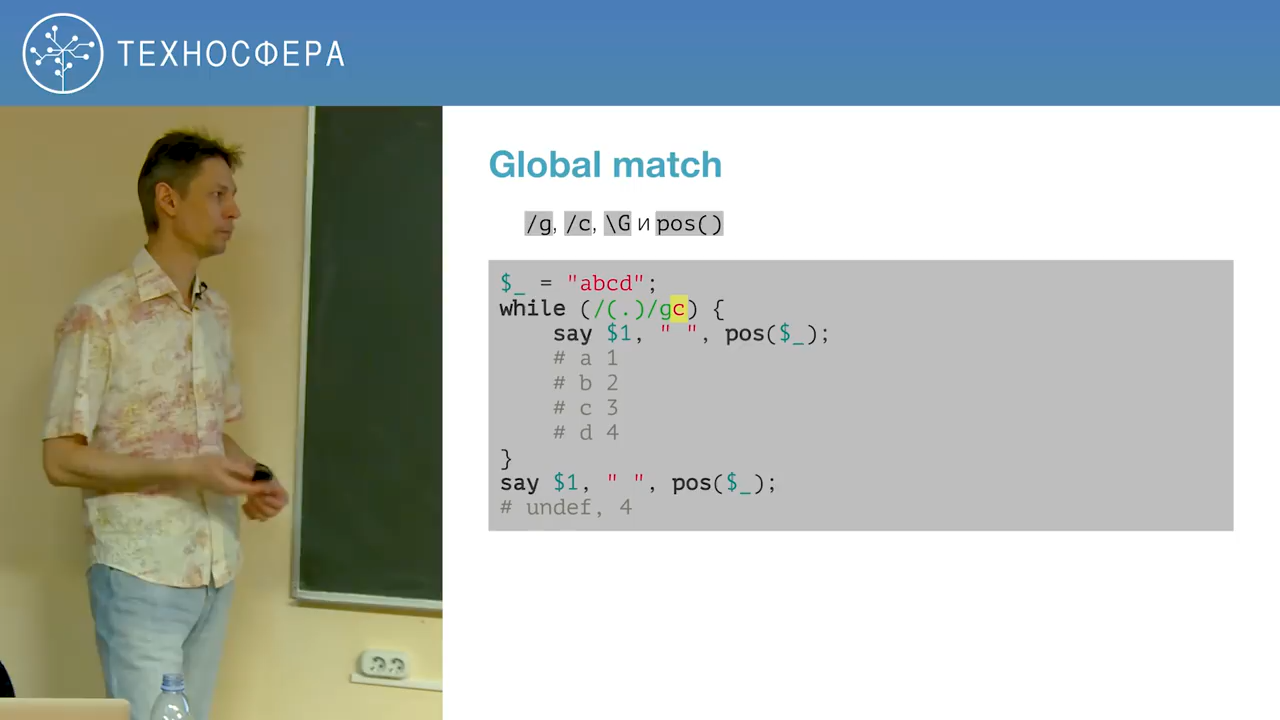 ТЕХНОСФЕРА
Global match
/g, /c, \G и pos()
$_ = "abcd";
while (/(.)/gc) {
    say $1, " ", pos($_);
    # a 1
    # b 2
    # c 3
    # d 4
}
say $1, " ", pos($_);
# undef, 4